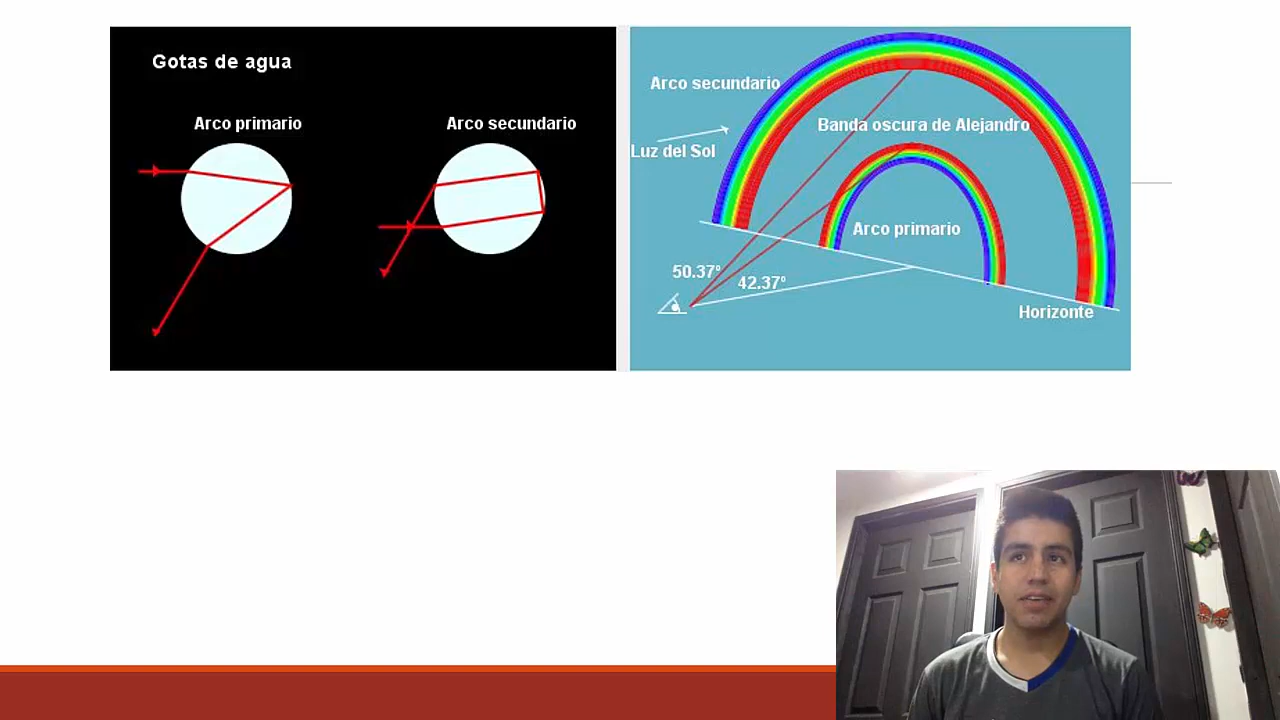 Gotas de agua
Arco primario
Arco secundario
Arco secundario
Banda oscura de Alejandro
Luz del Sol
Arco primario
50.37°
42.37°
Horizonte